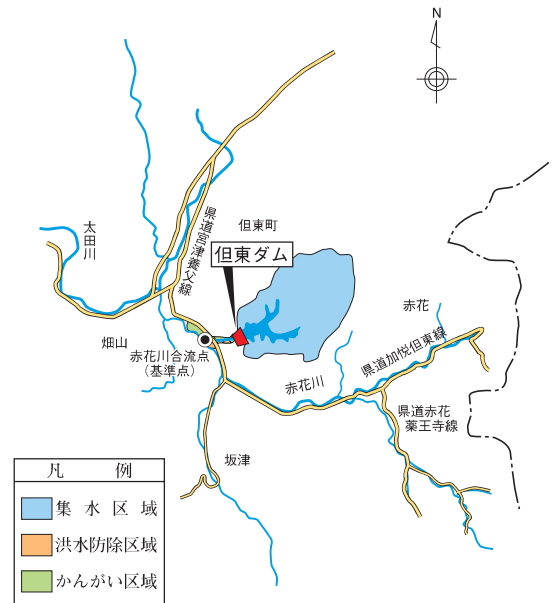 N
太田川
県道宮津養父線
但東町
但東ダム
赤花
畑山
赤花川合流点
（基準点）
県道加悦但東線
赤花川
県道赤花
薬王寺線
坂津
凡　例
集水区域
洪水防除区域
かんがい区域